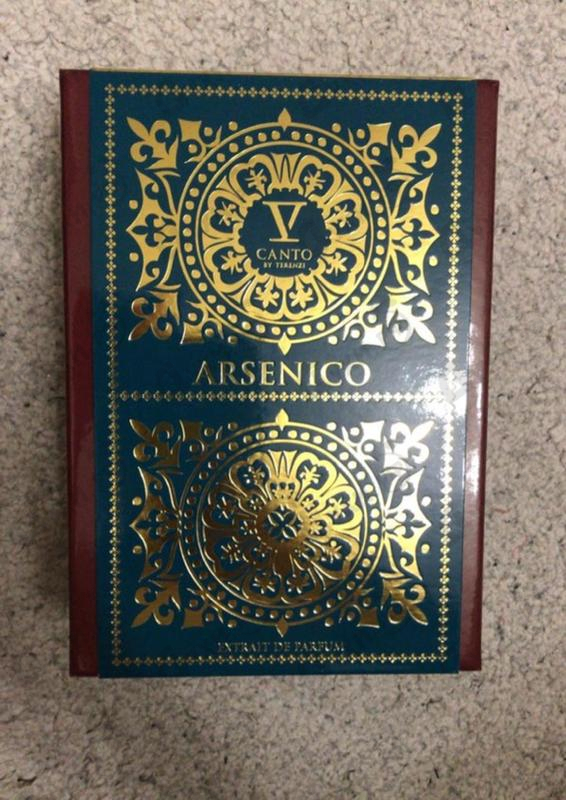 V
CANTO
BY TERENZI
ARSENICO
EXTRAIT DE PARFUM